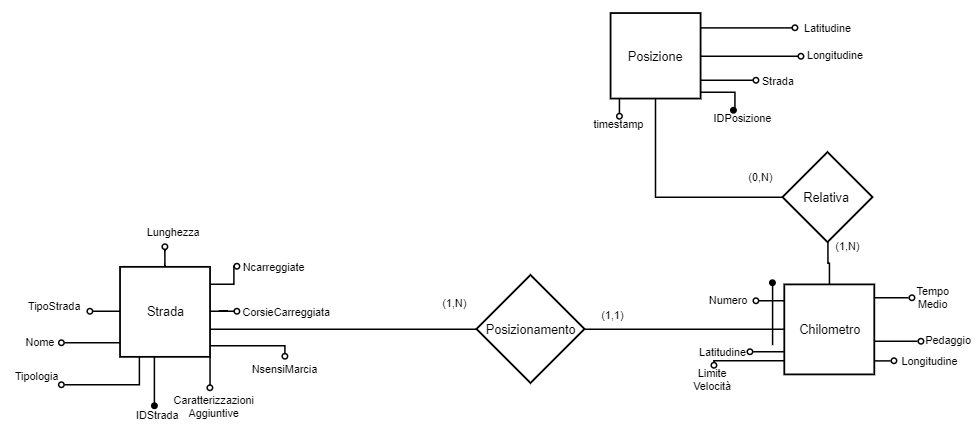 Latitudine
Posizione
Longitudine
Strada
IDPosizione
timestamp
(0,N)
Relativa
(1,N)
Lunghezza
Ncarreggiate
TipoStrada
Strada
CorsieCarreggiata
Nome
NsensiMarcia
Tipologia
IDStrada
Caratterizzazioni
Aggiuntive
(1,N)
Posizionamento
(1,1)
Numero
Tempo
Medio
Chilometro
Pedaggio
Latitudine
Longitudine
Limite
Velocità